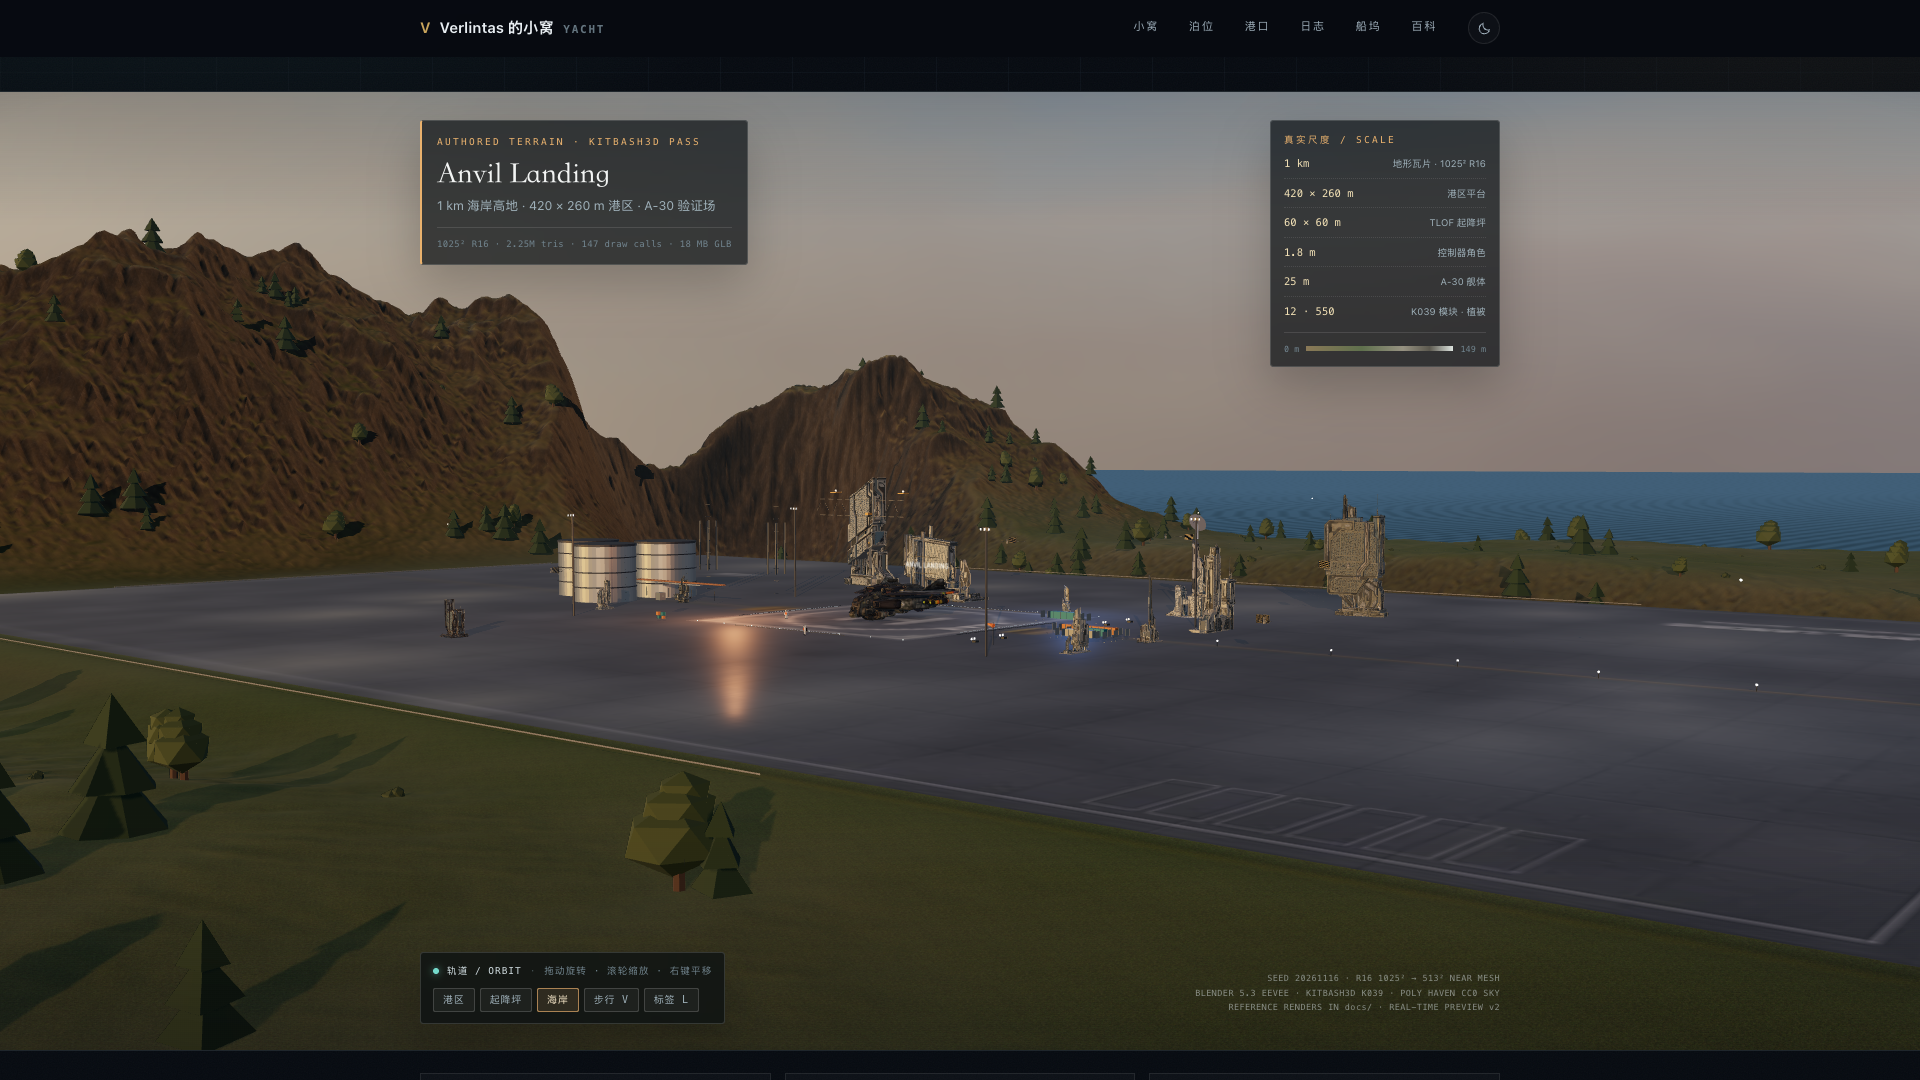 V Verlintas 的小窝 YACHT
小窝 泊位 港口 日志 船坞 百科
AUTHORED TERRAIN · KITBASH3D PASS
Anvil Landing
1 km 海岸高地 · 420 × 260 m 港区 · A-30 验证场
1025² R16 · 2.25M tris · 147 draw calls · 18 MB GLB
真实尺度 / SCALE
1 km 地形瓦片 · 1025² R16
420 × 260 m 港区平台
60 × 60 m TLOF 起降坪
1.8 m 控制器角色
25 m A-30 舰体
12 · 550 K039 模块 · 植被
0 m 149 m
轨道 / ORBIT · 拖动旋转 · 滚轮缩放 · 右键平移
港区 起降坪 海岸 步行 V 标签 L
SEED 20261116 · R16 1025² → 513² NEAR MESH
BLENDER 5.3 EEVEE · KITBASH3D K039 · POLY HAVEN CC0 SKY
REFERENCE RENDERS IN docs/ · REAL-TIME PREVIEW v2